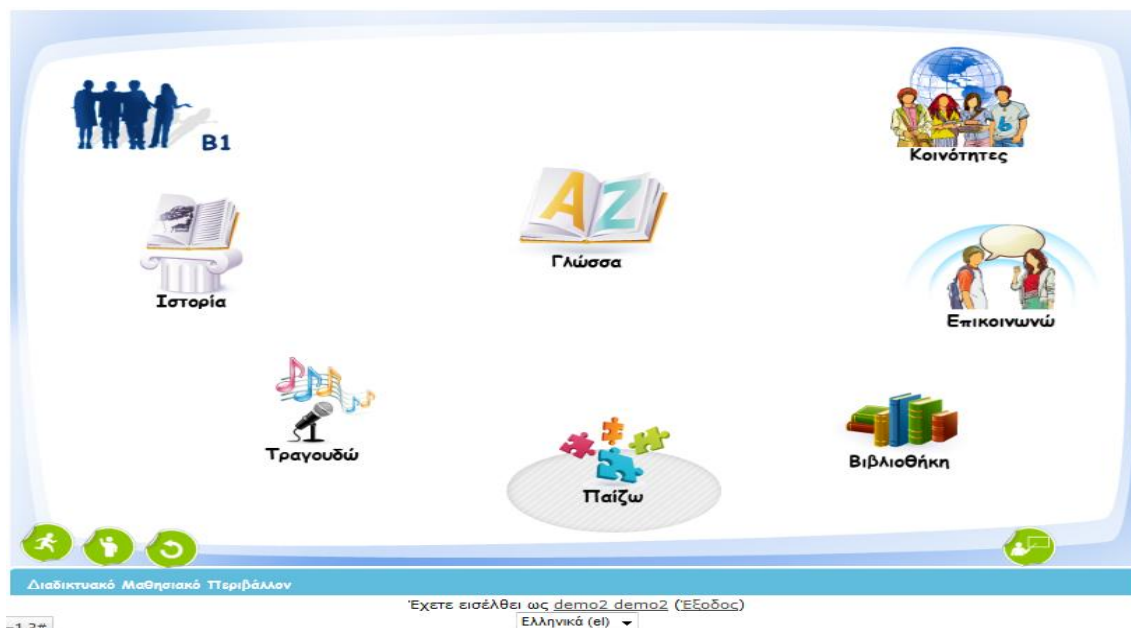 B1
Κοινότητες
A Z
Γλώσσα
Ιστορία
Επικοινωνώ
Τραγουδώ
Βιβλιοθήκη
Παίζω
Διαδικτυακό Μαθησιακό Περιβάλλον
Έχετε εισέλθει ως demo2 demo2 (Έξοδος)
Ελληνικά (el)